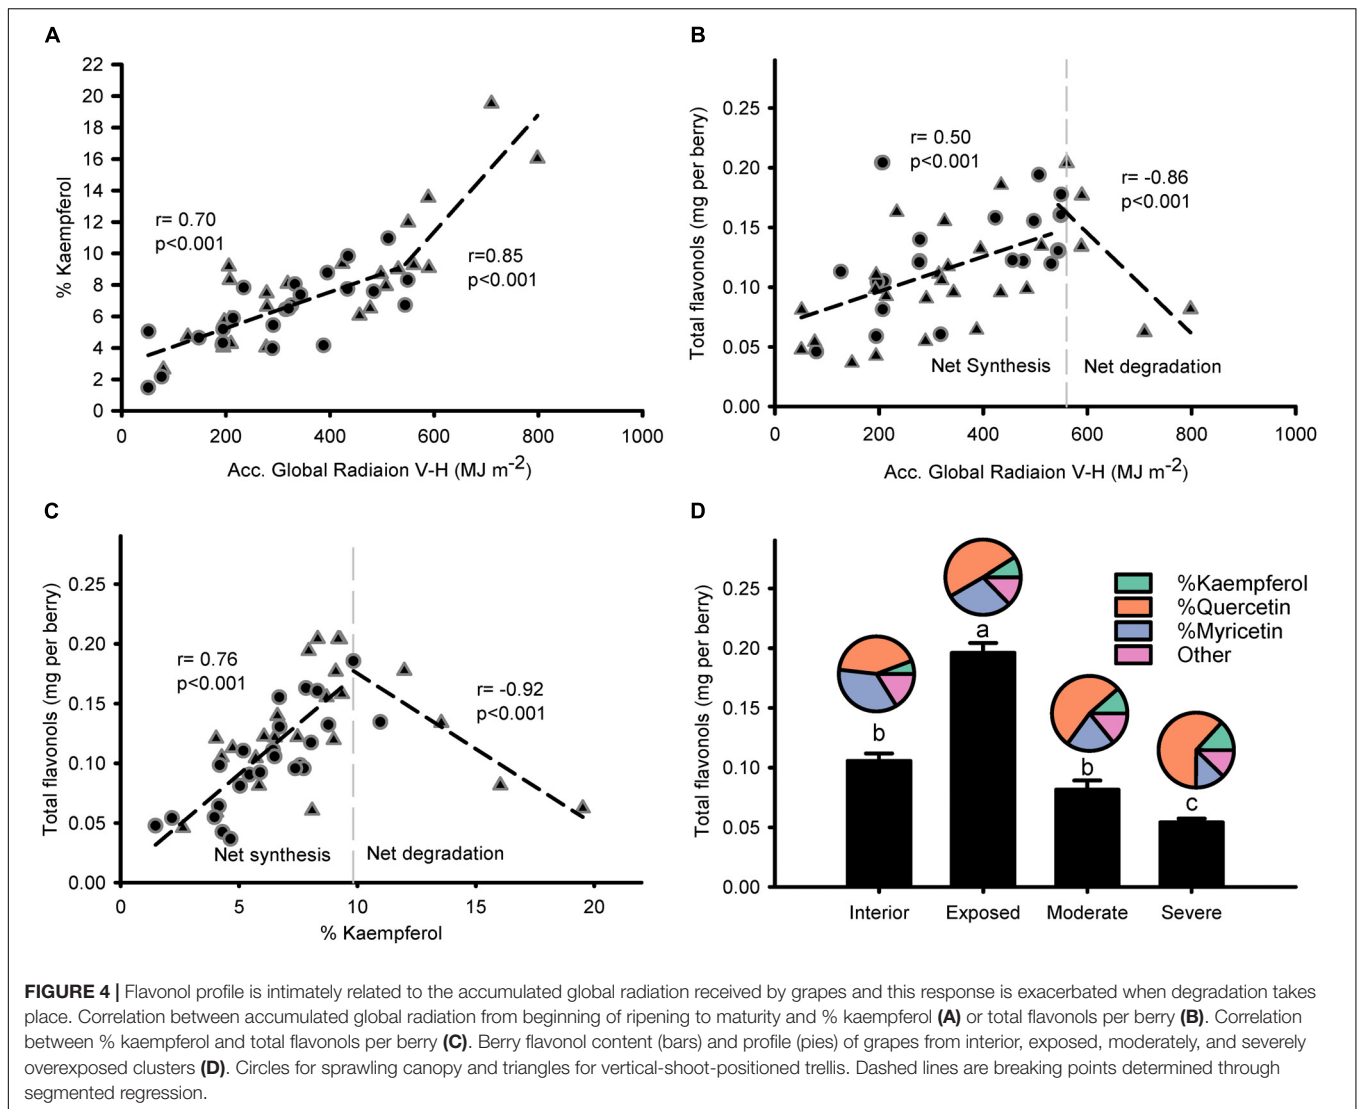 A
22
20
18
16
14
12
10
8
6
4
2
0
% Kaempferol
r= 0.70
p<0.001
r=0.85
p<0.001
0 200 400 600 800 1000
Acc. Global Radiaion V-H (MJ m-2)
B
0.25
0.20
0.15
0.10
0.05
0.00
Total flavonols (mg per berry)
r= 0.50
p<0.001
r= -0.86
p<0.001
Net Synthesis Net degradation
0 200 400 600 800 1000
Acc. Global Radiaion V-H (MJ m-2)
C
0.25
0.20
0.15
0.10
0.05
0.00
Total flavonols (mg per berry)
r= 0.76
p<0.001
r= -0.92
p<0.001
Net synthesis Net degradation
0 5 10 15 20
% Kaempferol
D
0.25
0.20
0.15
0.10
0.05
0.00
Total flavonols (mg per berry)
%Kaempferol
%Quercetin
%Myricetin
Other
b
a
b
c
Interior Exposed Moderate Severe
FIGURE 4 | Flavonol profile is intimately related to the accumulated global radiation received by grapes and this response is exacerbated when degradation takes
place. Correlation between accumulated global radiation from beginning of ripening to maturity and % kaempferol (A) or total flavonols per berry (B). Correlation
between % kaempferol and total flavonols per berry (C). Berry flavonol content (bars) and profile (pies) of grapes from interior, exposed, moderately, and severely
overexposed clusters (D). Circles for sprawling canopy and triangles for vertical-shoot-positioned trellis. Dashed lines are breaking points determined through
segmented regression.